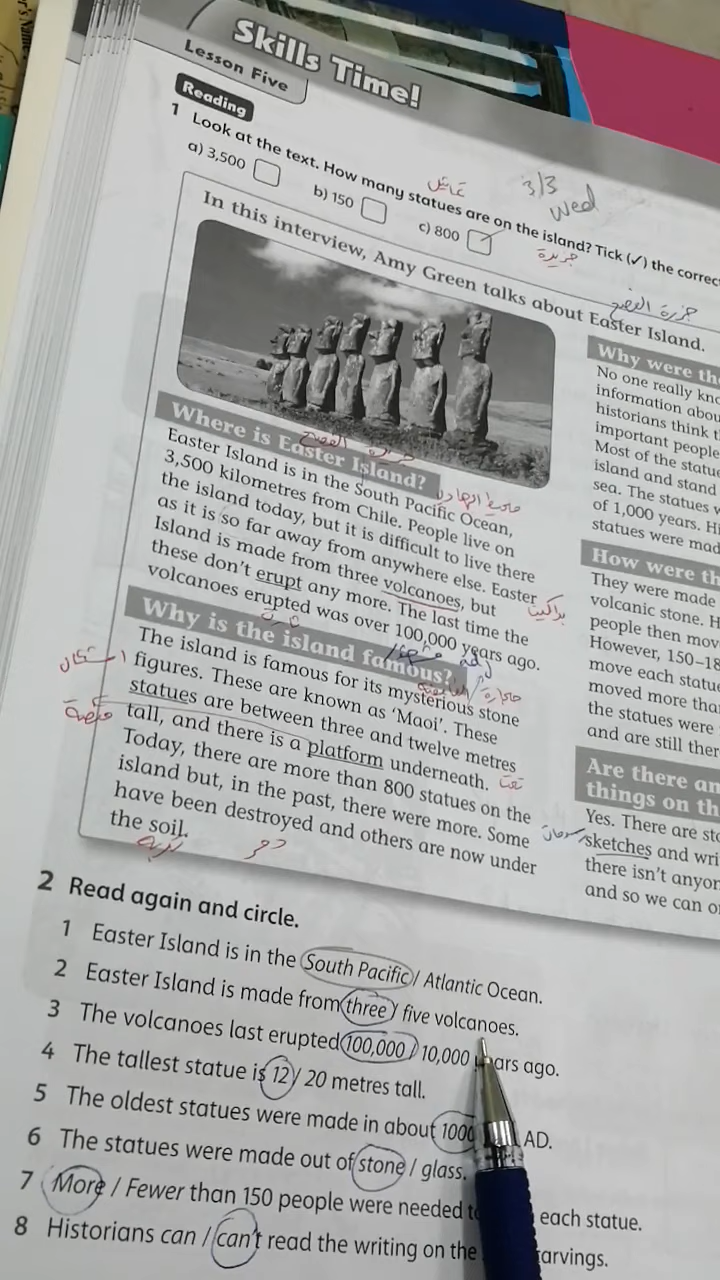 Skills Time!
Lesson Five
Reading
1 Look at the text. How many statues are on the island? Tick (✓) the correc
a) 3,500
b) 150
c) 800
3/3
wed
In this interview, Amy Green talks about Easter Island.
Where is Easter Island?
Easter Island is in the South Pacific Ocean,
3,500 kilometres from Chile. People live on
the island today, but it is difficult to live there
as it is so far away from anywhere else. Easter
Island is made from three volcanoes, but
these don't erupt any more. The last time the
volcanoes erupted was over 100,000 years ago.
براكين
Why is the island famous?
The island is famous for its mysterious stone
figures. These are known as 'Maoi'. These
statues are between three and twelve metres
tall, and there is a platform underneath.
Today, there are more than 800 statues on the
island but, in the past, there were more. Some
have been destroyed and others are now under
the soil.
تحت
تربة
Why were the
No one really kno
information abou
historians think t
important people
Most of the statue
island and stand
sea. The statues w
of 1,000 years. Hi
statues were mad
How were th
They were made
volcanic stone. H
people then mov
However, 150–18
move each statue
moved more tha
the statues were
and are still ther
Are there an
things on th
Yes. There are sto
sketches and wri
there isn't anyon
and so we can o
2 Read again and circle.
1 Easter Island is in the South Pacific / Atlantic Ocean.
2 Easter Island is made from three / five volcanoes.
3 The volcanoes last erupted 100,000 / 10,000 ars ago.
4 The tallest statue is 12 / 20 metres tall.
5 The oldest statues were made in about 1000 AD.
6 The statues were made out of stone / glass.
7 More / Fewer than 150 people were needed t each statue.
8 Historians can / can't read the writing on the arvings.